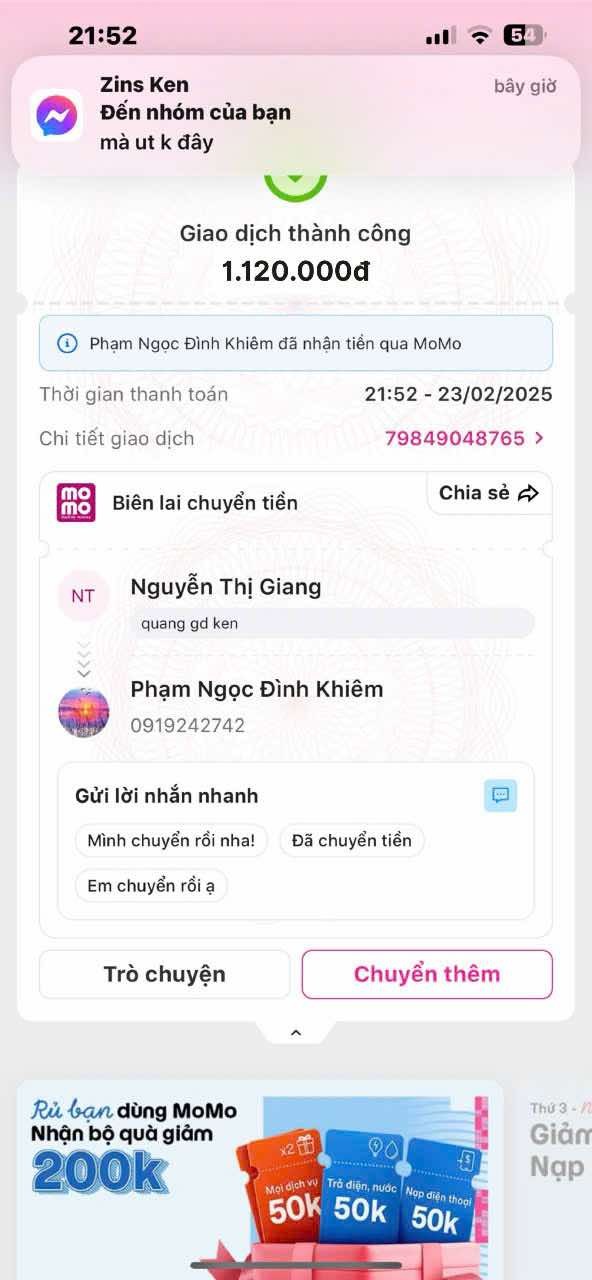 21:52
54
Zins Ken
bây giờ
Đến nhóm của bạn
mà ut k đây
Giao dịch thành công
1.120.000đ
Phạm Ngọc Đình Khiêm đã nhận tiền qua MoMo
Thời gian thanh toán 21:52 - 23/02/2025
Chi tiết giao dịch 79849048765
mo
mo
Biên lai chuyển tiền
Chia sẻ
NT
Nguyễn Thị Giang
quang gd ken
Phạm Ngọc Đình Khiêm
0919242742
Gửi lời nhắn nhanh
Mình chuyển rồi nha! Đã chuyển tiền
Em chuyển rồi ạ
Trò chuyện Chuyển thêm
Rủ bạn dùng MoMo
Nhận bộ quà giảm
200k
x2
Mọi dịch vụ
50k
Trả điện, nước
50k
Nạp điện thoại
50k
Thứ 3 -
Giảm
Nạp